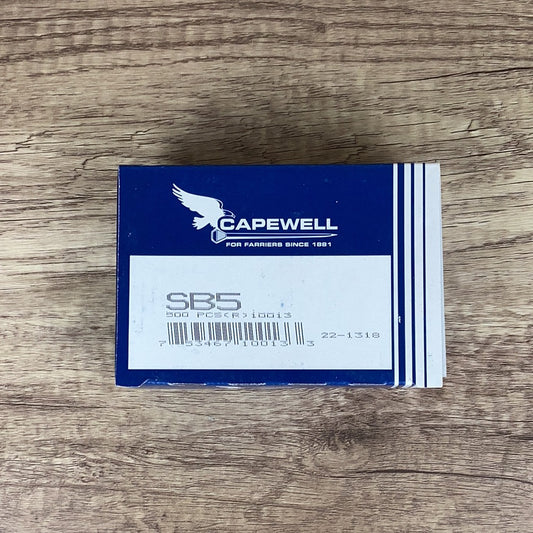 CAPEWELL
FOR FARRIERS SINCE 1881
SB5
500 PCS(R)10013
7 53467 10013 3
22-1318